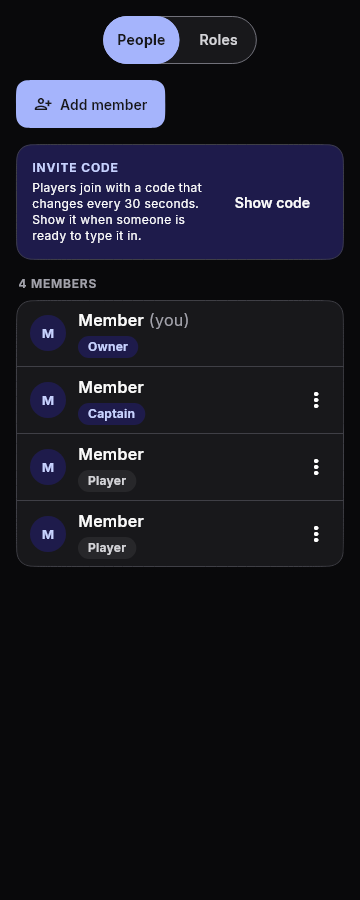 People
Roles
Add member
INVITE CODE
Players join with a code that
changes every 30 seconds.
Show it when someone is
ready to type it in.
Show code
4 MEMBERS
M
Member (you)
Owner
M
Member
Captain
M
Member
Player
M
Member
Player